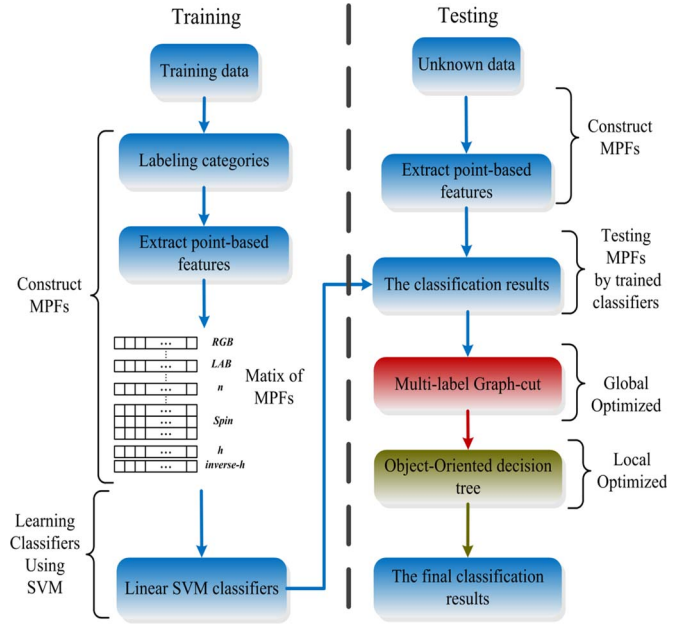 Training
Training data
Labeling categories
Extract point-based
features
Construct
MPFs
RGB
LAB
n
Spin
h
inverse-h
Matix of
MPFs
Learning
Classifiers
Using
SVM
Linear SVM classifiers
Testing
Unknown data
Construct
MPFs
Extract point-based
features
Testing
MPFs
by trained
classifiers
The classification results
Multi-label Graph-cut
Global
Optimized
Object-Oriented decision
tree
Local
Optimized
The final classification
results